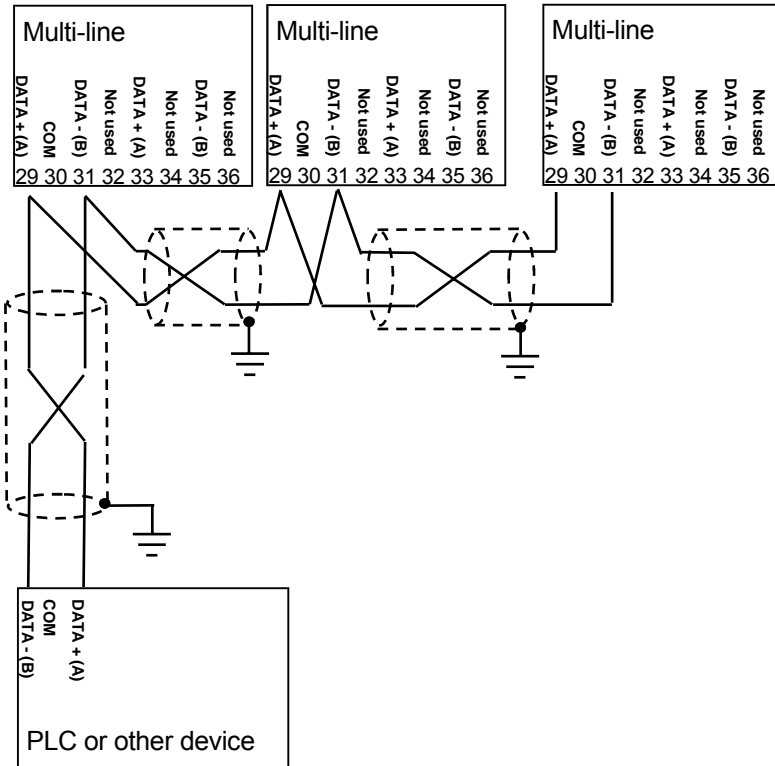 Multi-line
DATA + (A)
COM
DATA - (B)
Not used
DATA + (A)
Not used
DATA - (B)
Not used
29 30 31 32 33 34 35 36
Multi-line
DATA + (A)
COM
DATA - (B)
Not used
DATA + (A)
Not used
DATA - (B)
Not used
29 30 31 32 33 34 35 36
Multi-line
DATA + (A)
COM
DATA - (B)
Not used
DATA + (A)
Not used
DATA - (B)
Not used
29 30 31 32 33 34 35 36
DATA - (B)
COM
DATA + (A)
PLC or other device